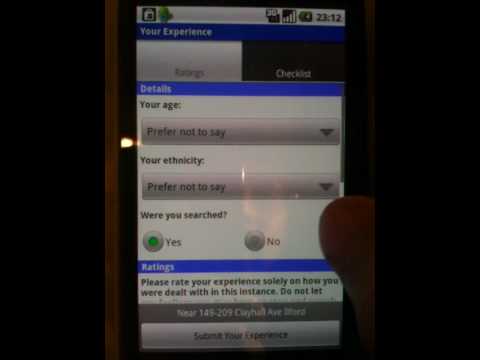 3G 23:12
Your Experience
Ratings Checklist
Details
Your age:
Prefer not to say
Your ethnicity:
Prefer not to say
Were you searched?
Yes No
Ratings
Please rate your experience solely on how you
were dealt with in this instance. Do not let
Near 149-209 Clayhall Ave Ilford
Submit Your Experience